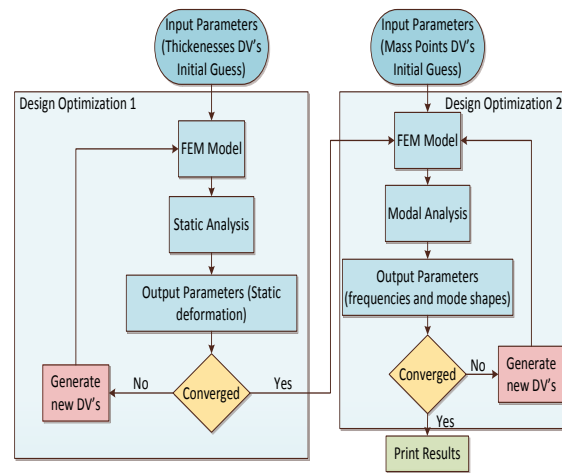 Input Parameters
(Thicknesses DV's
Initial Guess)
Design Optimization 1
FEM Model
Static Analysis
Output Parameters (Static
deformation)
Converged
No
Yes
Generate
new DV's
Input Parameters
(Mass Points DV's
Initial Guess)
Design Optimization 2
FEM Model
Modal Analysis
Output Parameters
(frequencies and mode shapes)
Converged
No
Generate
new DV's
Yes
Print Results